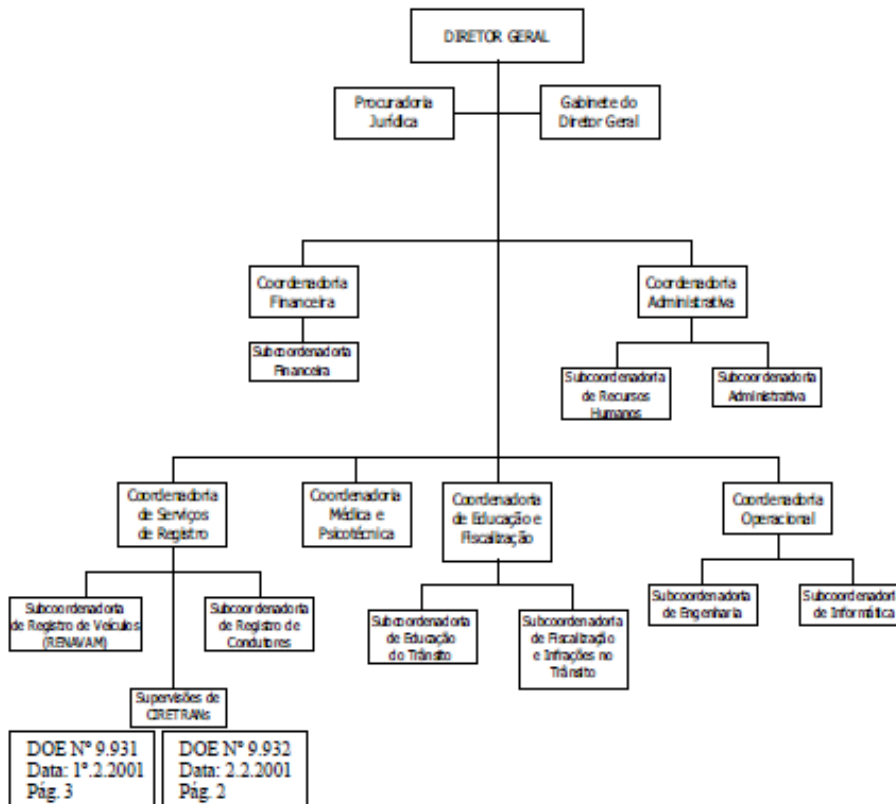 DIRETOR GERAL
Procuradoria
Jurídica
Gabinete do
Diretor Geral
Coordenadoria
Financeira
Coordenadoria
Administrativa
Subcoordenadoria
Financeira
Subcoordenadoria
de Recursos
Humanos
Subcoordenadoria
Administrativa
Coordenadoria
de Serviços
de Registro
Coordenadoria
Médica e
Psicotécnica
Coordenadoria
de Educação e
Fiscalização
Coordenadoria
Operacional
Subcoordenadoria
de Registro de Veículos
(RENAVAM)
Subcoordenadoria
de Registro de
Condutores
Subcoordenadoria
de Educação
do Trânsito
Subcoordenadoria
de Fiscalização
e Infrações no
Trânsito
Subcoordenadoria
de Engenharia
Subcoordenadori
de Informática
Supervisões de
CIRETRANs
DOE Nº 9.931
Data: 1º.2.2001
Pág. 3
DOE Nº 9.932
Data: 2.2.2001
Pág. 2